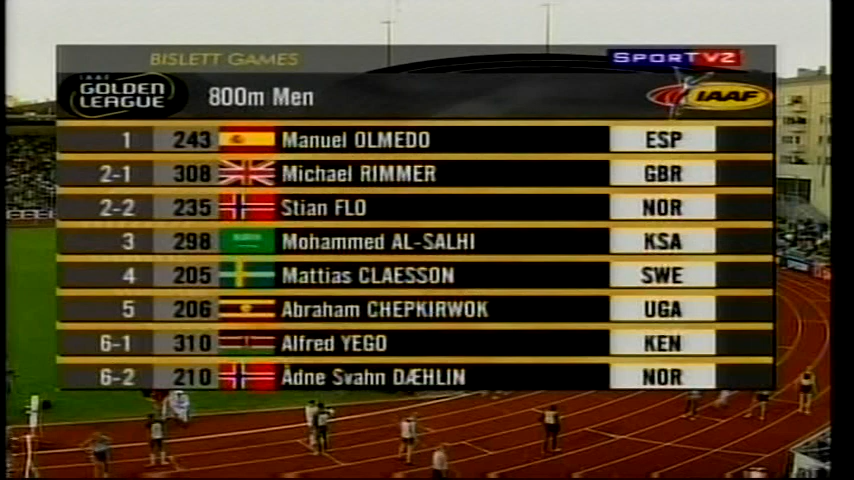 BISLETT GAMES SPORTV2
IAAF
GOLDEN
LEAGUE
800m Men IAAF
1 243 Manuel OLMEDO ESP
2-1 308 Michael RIMMER GBR
2-2 235 Stian FLO NOR
3 298 Mohammed AL-SALHI KSA
4 205 Mattias CLAESSON SWE
5 206 Abraham CHEPKIRWOK UGA
6-1 310 Alfred YEGO KEN
6-2 210 Àdne Svahn DÆHLIN NOR